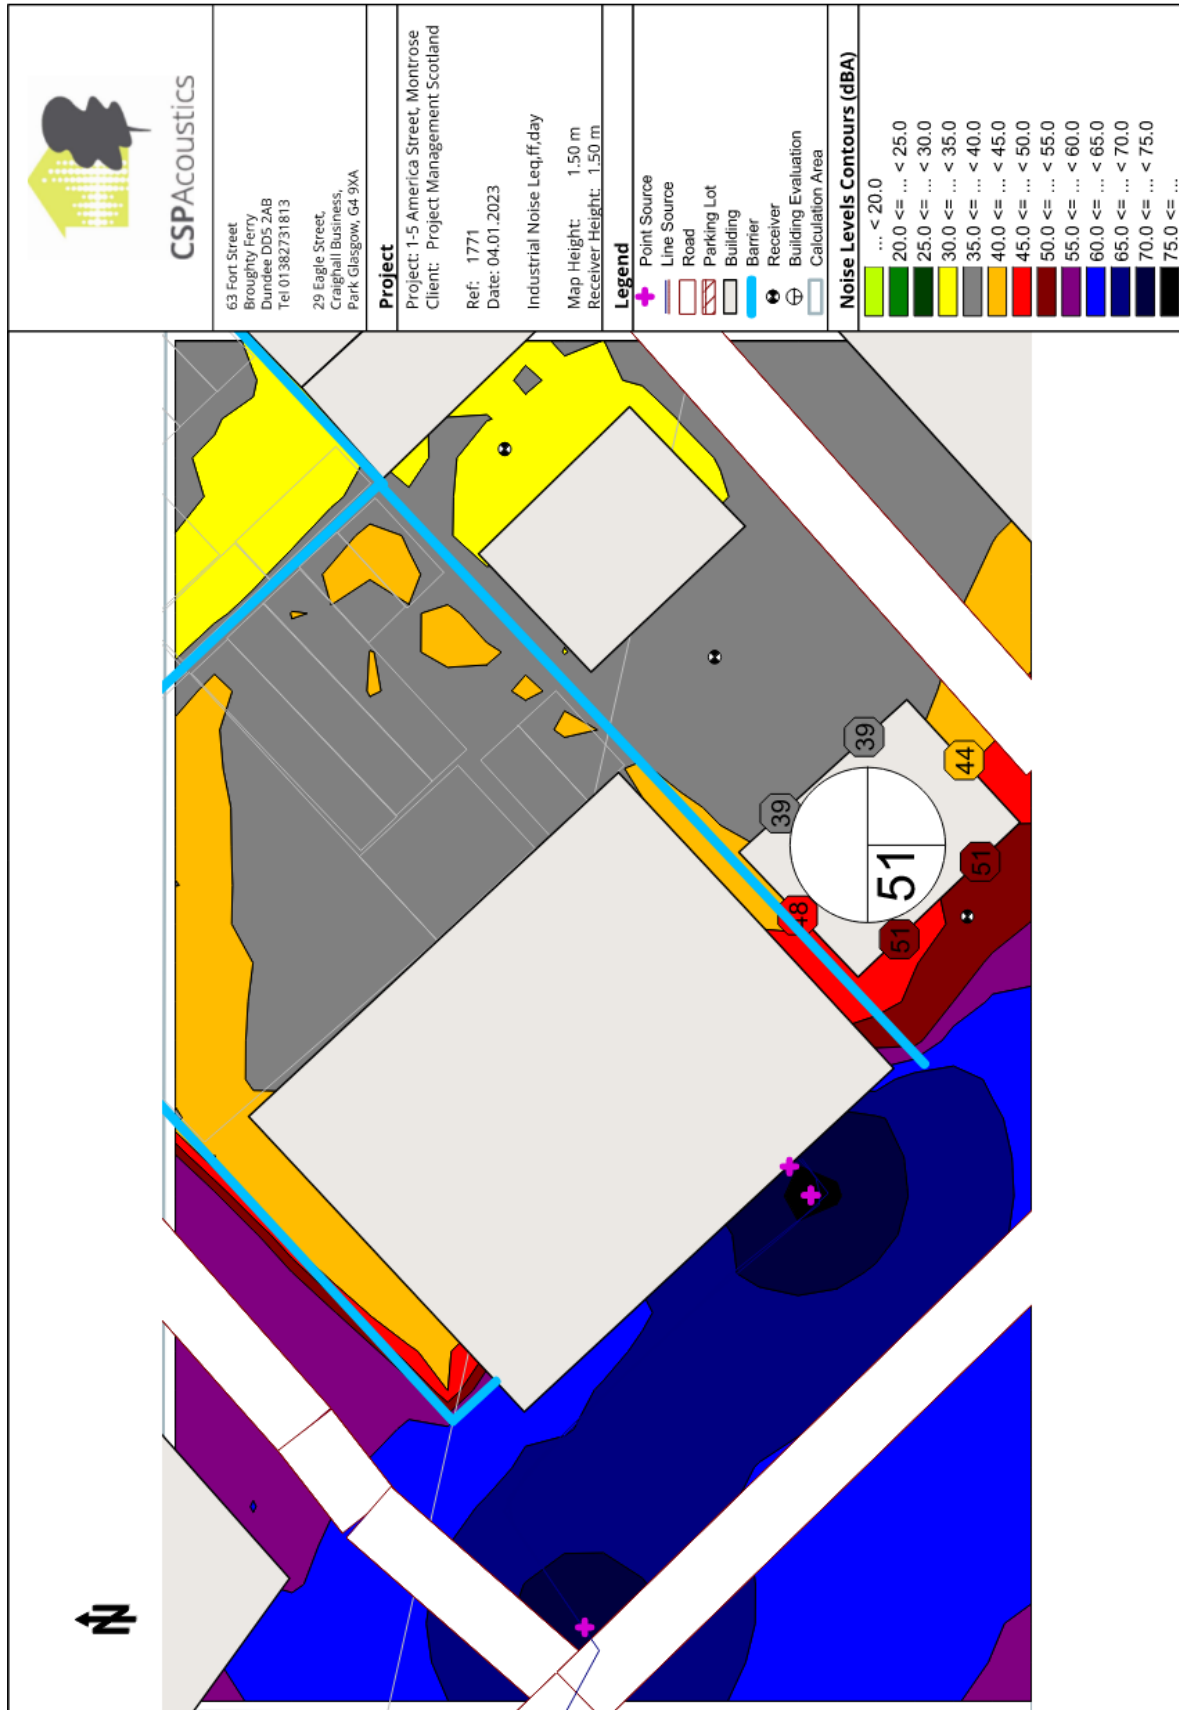 CSPAcoustics
63 Fort Street
Broughty Ferry
Dundee DD5 2AB
Tel 01382731813
29 Eagle Street,
Craighall Business,
Park Glasgow, G4 9XA
Project
Project: 1-5 America Street, Montrose
Client: Project Management Scotland
Ref: 1771
Date: 04.01.2023
Industrial Noise Leq,ff,day
Map Height: 1.50 m
Receiver Height: 1.50 m
Legend
Point Source
Line Source
Road
Parking Lot
Building
Barrier
Receiver
Building Evaluation
Calculation Area
Noise Levels Contours (dBA)
... < 20.0
20.0 <= ... < 25.0
25.0 <= ... < 30.0
30.0 <= ... < 35.0
35.0 <= ... < 40.0
40.0 <= ... < 45.0
45.0 <= ... < 50.0
50.0 <= ... < 55.0
55.0 <= ... < 60.0
60.0 <= ... < 65.0
65.0 <= ... < 70.0
70.0 <= ... < 75.0
75.0 <= ...
39
39
44
48
51
51
51
N